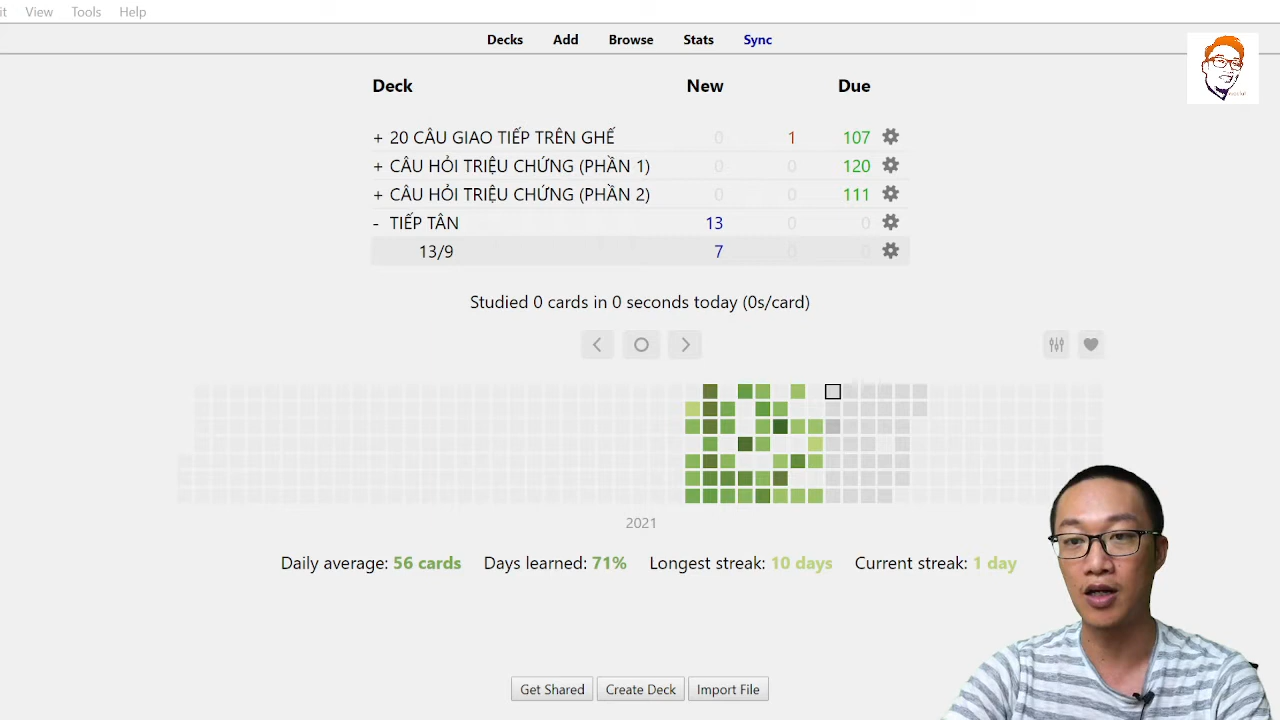 View Tools Help
Decks Add Browse Stats Sync
Deck New Due
+ 20 CÂU GIAO TIẾP TRÊN GHẾ 0 1 107
+ CÂU HỎI TRIỆU CHỨNG (PHẦN 1) 0 0 120
+ CÂU HỎI TRIỆU CHỨNG (PHẦN 2) 0 0 111
- TIẾP TÂN 13 0 0
13/9 7 0 0
Studied 0 cards in 0 seconds today (0s/card)
2021
Daily average: 56 cards Days learned: 71% Longest streak: 10 days Current streak: 1 day
Get Shared Create Deck Import File